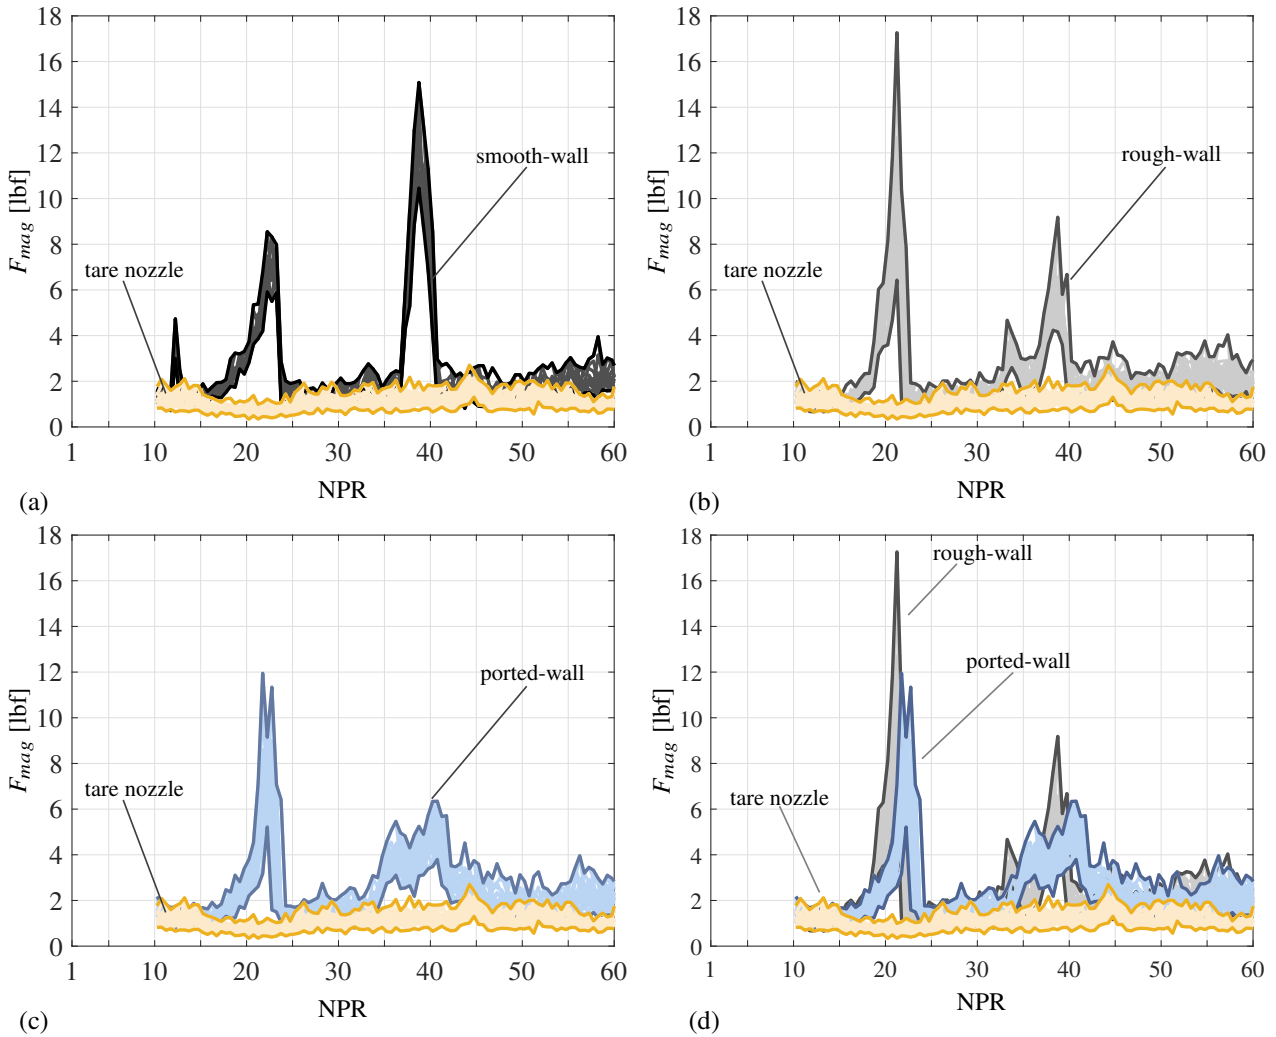 18
16
14
12
10
8
6
4
2
0
F_mag [lbf]
smooth-wall
tare nozzle
1 10 20 30 40 50 60
NPR
(a)
18
16
14
12
10
8
6
4
2
0
F_mag [lbf]
rough-wall
tare nozzle
1 10 20 30 40 50 60
NPR
(b)
18
16
14
12
10
8
6
4
2
0
F_mag [lbf]
ported-wall
tare nozzle
1 10 20 30 40 50 60
NPR
(c)
18
16
14
12
10
8
6
4
2
0
F_mag [lbf]
rough-wall
ported-wall
tare nozzle
1 10 20 30 40 50 60
NPR
(d)